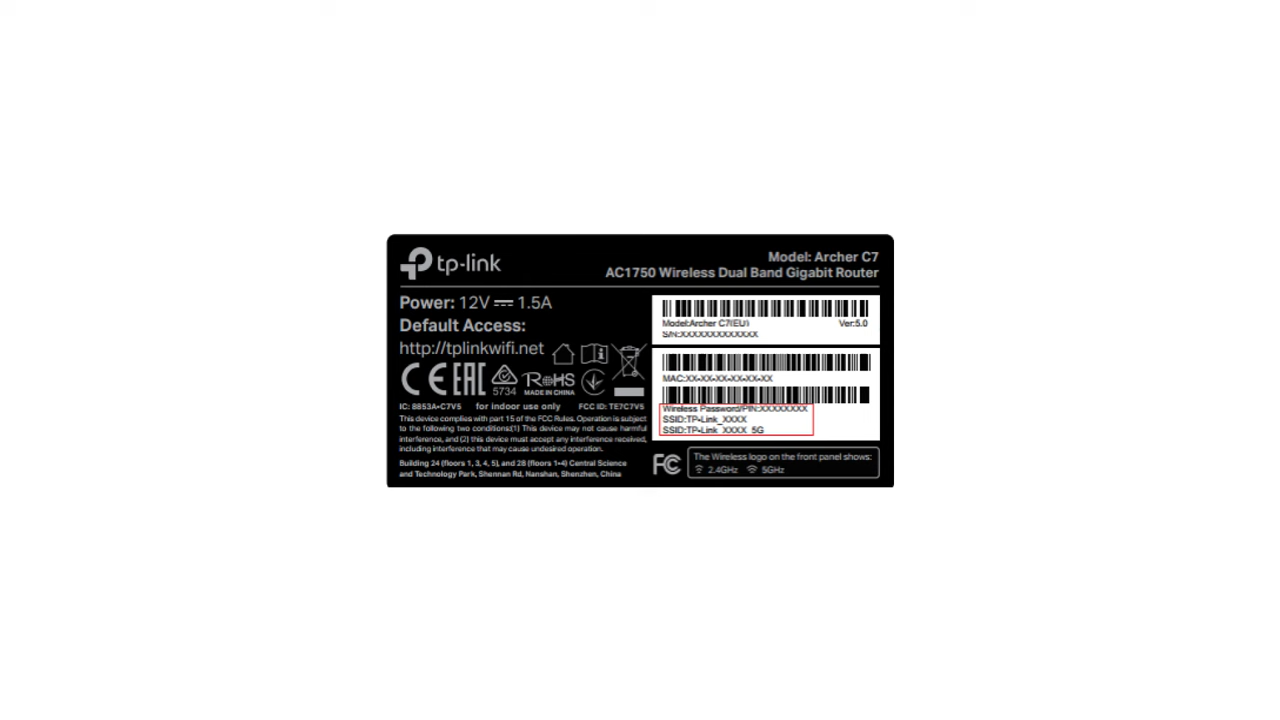 tp-link
Model: Archer C7
AC1750 Wireless Dual Band Gigabit Router
Power: 12V 1.5A
Default Access:
http://tplinkwifi.net
Model:Archer C7(EU) Ver:5.0
S/N:XXXXXXXXXXXXXX
MAC:XX-XX-XX-XX-XX-XX
Wireless Password/PIN:XXXXXXXX
SSID:TP-Link_XXXX
SSID:TP-Link_XXXX_5G
CE EAC 5734 RoHS
MADE IN CHINA
IC: 8853A-C7V5 for indoor use only FCC ID: TE7C7V5
This device complies with part 15 of the FCC Rules. Operation is subject
to the following two conditions:(1) This device may not cause harmful
interference, and (2) this device must accept any interference received,
including interference that may cause undesired operation.
Building 24 (floors 1, 3, 4, 5), and 28 (floors 1-4) Central Science
and Technology Park, Shennan Rd, Nanshan, Shenzhen, China
FC
The Wireless logo on the front panel shows:
2.4GHz 5GHz